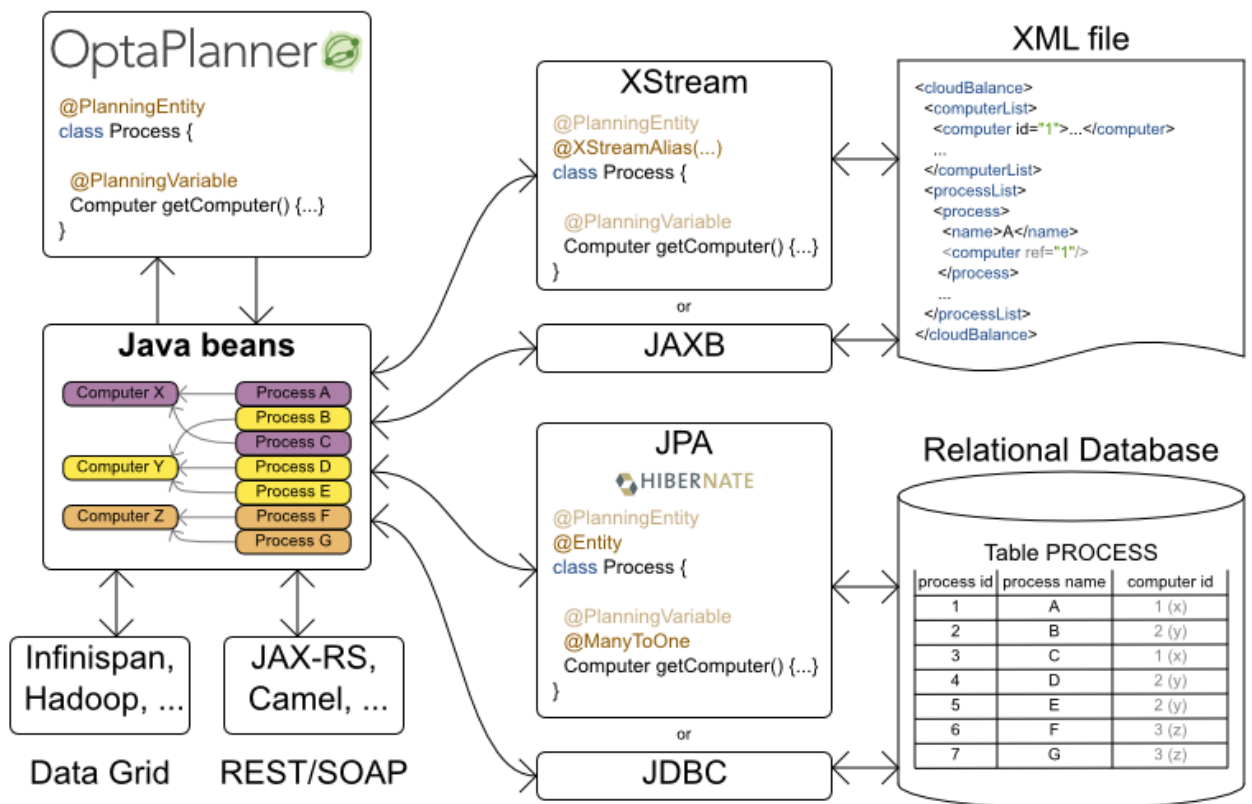 OptaPlanner
@PlanningEntity
class Process {
@PlanningVariable
Computer getComputer() {...}
}
Java beans
Computer X
Computer Y
Computer Z
Process A
Process B
Process C
Process D
Process E
Process F
Process G
Infinispan,
Hadoop, ...
Data Grid
JAX-RS,
Camel, ...
REST/SOAP
XStream
@PlanningEntity
@XStreamAlias(...)
class Process {
@PlanningVariable
Computer getComputer() {...}
}
or
JAXB
XML file
<cloudBalance>
<computerList>
<computer id="1">...</computer>
...
</computerList>
<processList>
<process>
<name>A</name>
<computer ref="1"/>
</process>
...
</processList>
</cloudBalance>
JPA
HIBERNATE
@PlanningEntity
@Entity
class Process {
@PlanningVariable
@ManyToOne
Computer getComputer() {...}
}
or
JDBC
Relational Database
Table PROCESS
process id process name computer id
1 A 1 (x)
2 B 2 (y)
3 C 1 (x)
4 D 2 (y)
5 E 2 (y)
6 F 3 (z)
7 G 3 (z)